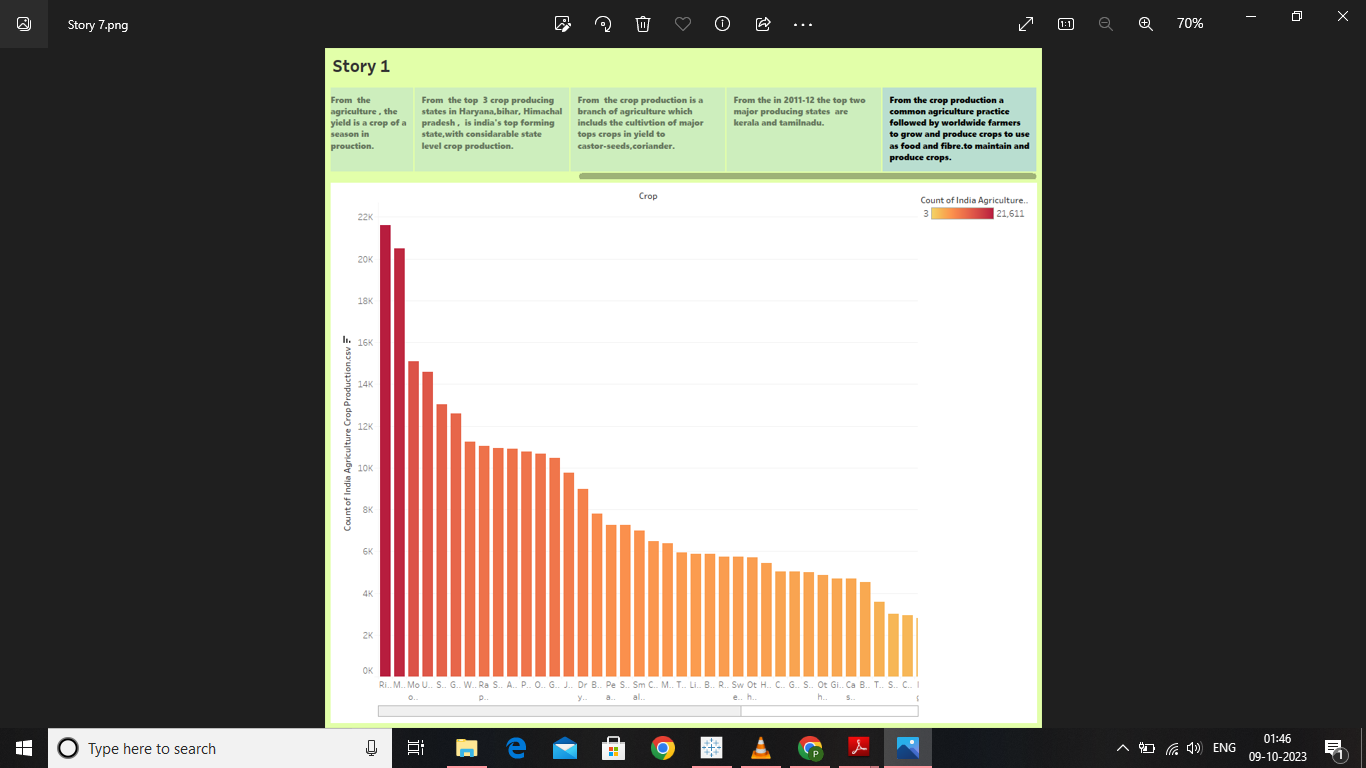 Story 7.png
70%
Story 1
From the
agriculture , the
yield is a crop of a
season in
prouction.
From the top 3 crop producing
states in Haryana,bihar, Himachal
pradesh , is india's top forming
state,with considarable state
level crop production.
From the crop production is a
branch of agriculture which
includs the cultivtion of major
tops crops in yield to
castor-seeds,coriander.
From the in 2011-12 the top two
major producing states are
kerala and tamilnadu.
From the crop production a
common agriculture practice
followed by worldwide farmers
to grow and produce crops to use
as food and fibre.to maintain and
produce crops.
Crop
Count of India Agriculture..
3 21,611
Count of India Agriculture Crop Production.csv
22K
20K
18K
16K
14K
12K
10K
8K
6K
4K
2K
0K
Ri.. M.. Mo U.. S.. G.. W.. Ra S.. A.. P.. O.. G.. J.. Dr B.. Pe S.. Sm C.. M.. T.. Li.. B.. R.. Sw Ot H.. C.. G.. S.. Ot Gi.. Ca B.. T.. S.. C..
o.. p.. y.. a.. al.. e.. h.. h.. s..
Type here to search
P
ENG
01:46
09-10-2023
1